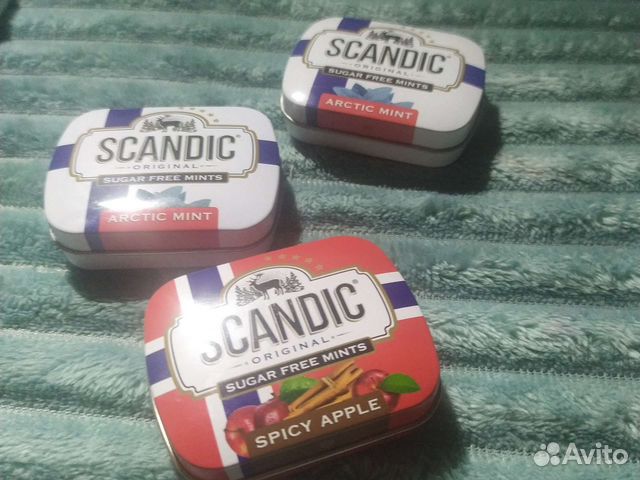 SCANDIC®
ORIGINAL
SUGAR FREE MINTS
ARCTIC MINT
SCANDIC®
ORIGINAL
SUGAR FREE MINTS
ARCTIC MINT
SCANDIC®
ORIGINAL
SUGAR FREE MINTS
SPICY APPLE
Avito